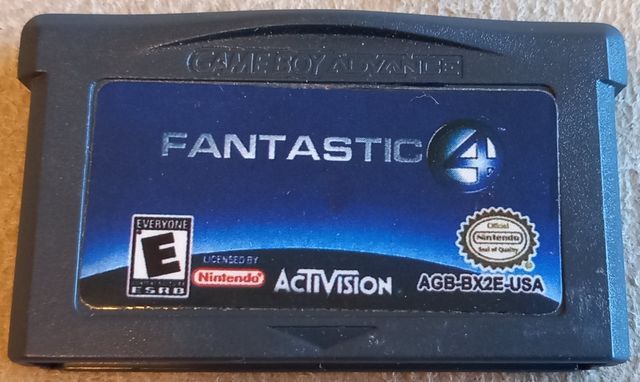 GAME BOY ADVANCE
FANTASTIC 4
EVERYONE
E
ESRB
LICENSED BY
Nintendo
ACTIVISION
Official
Nintendo
Seal of Quality
AGB-BX2E-USA